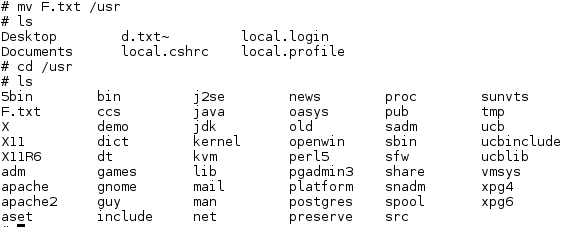 # mv F.txt /usr
# ls
Desktop d.txt~ local.login
Documents local.cshrc local.profile
# cd /usr
# ls
5bin bin j2se news proc sunvts
F.txt ccs java oasys pub tmp
X demo jdk old sadm ucb
X11 dict kernel openwin sbin ucbinclude
X11R6 dt kvm perl5 sfw ucblib
adm games lib pgadmin3 share vmsys
apache gnome mail platform snadm xpg4
apache2 guy man postgres spool xpg6
aset include net preserve src
#